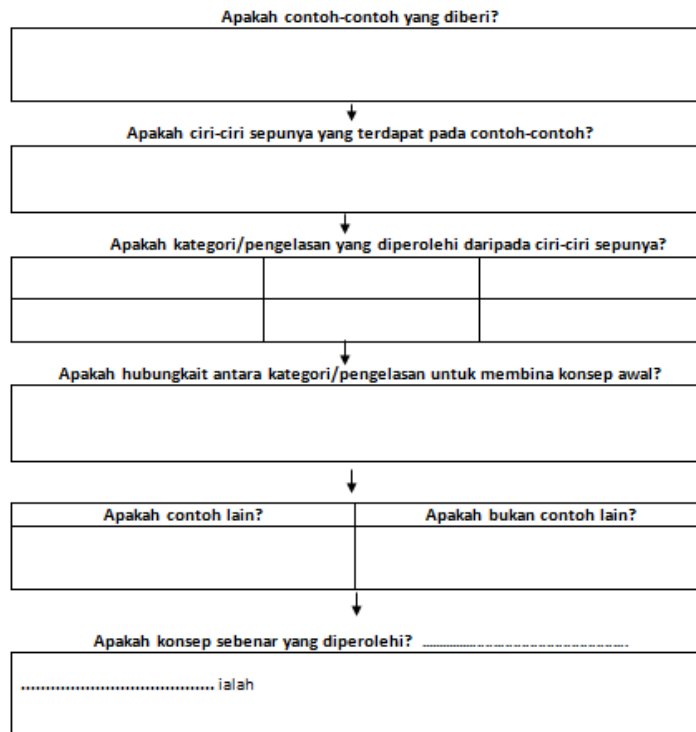 Apakah contoh-contoh yang diberi?
Apakah ciri-ciri sepunya yang terdapat pada contoh-contoh?
Apakah kategori/pengelasan yang diperolehi daripada ciri-ciri sepunya?
Apakah hubungkait antara kategori/pengelasan untuk membina konsep awal?
Apakah contoh lain?
Apakah bukan contoh lain?
Apakah konsep sebenar yang diperolehi? ......................................................
....................................... ialah